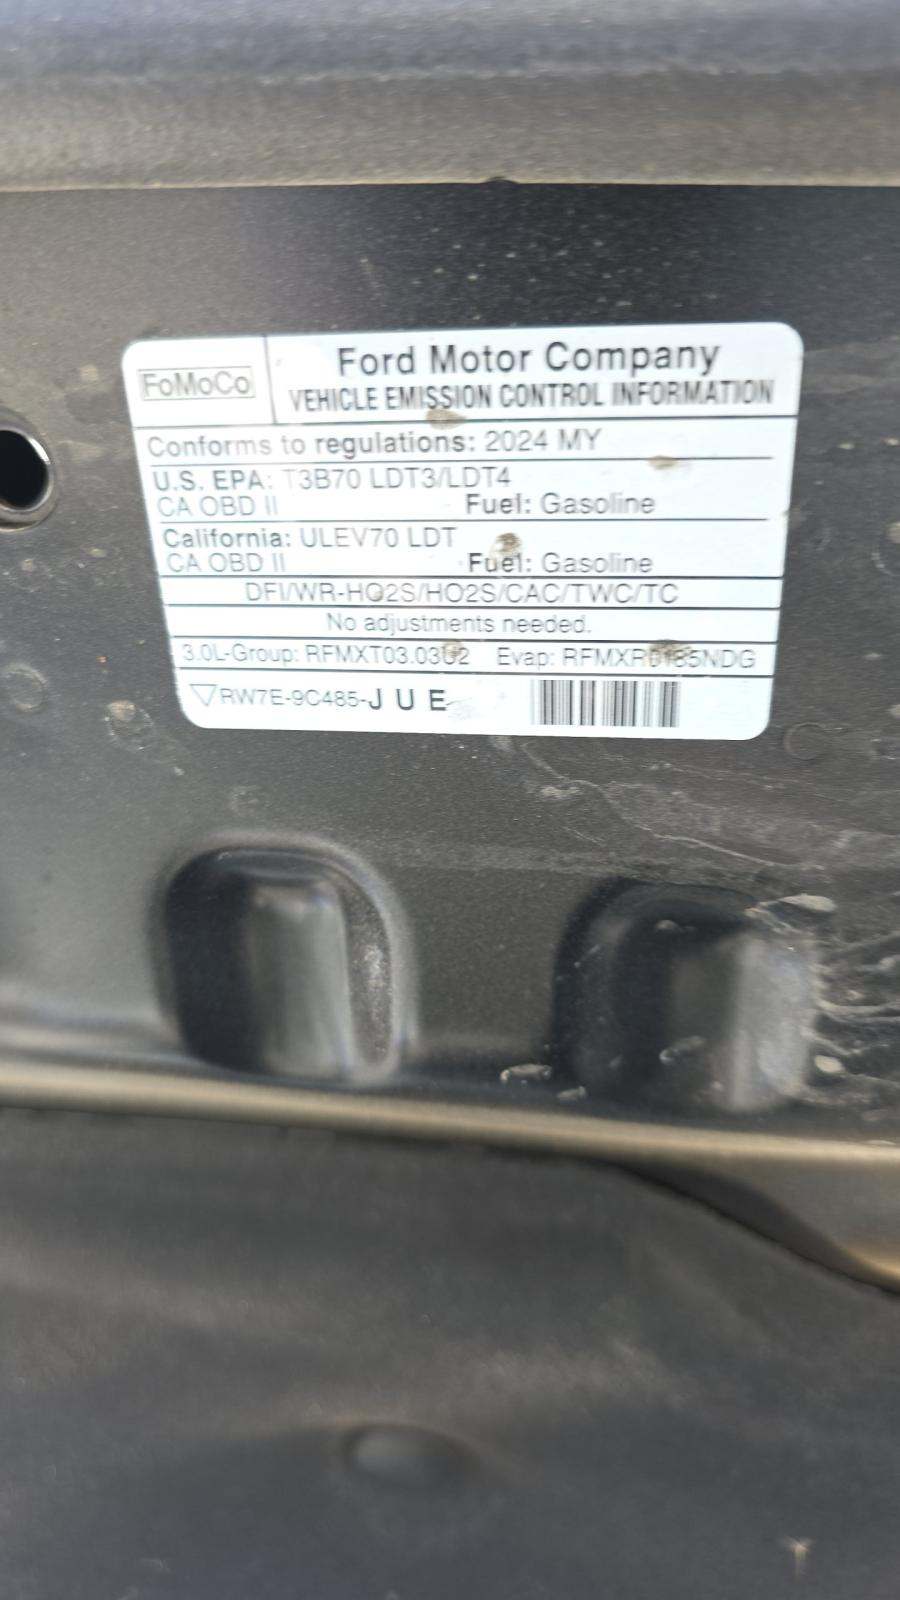 FoMoCo
Ford Motor Company
VEHICLE EMISSION CONTROL INFORMATION
Conforms to regulations: 2024 MY
U.S. EPA: T3B70 LDT3/LDT4
CA OBD II Fuel: Gasoline
California: ULEV70 LDT
CA OBD II Fuel: Gasoline
DFI/WR-HO2S/HO2S/CAC/TWC/TC
No adjustments needed.
3.0L-Group: Evap:
RW7E-9C485-J U E